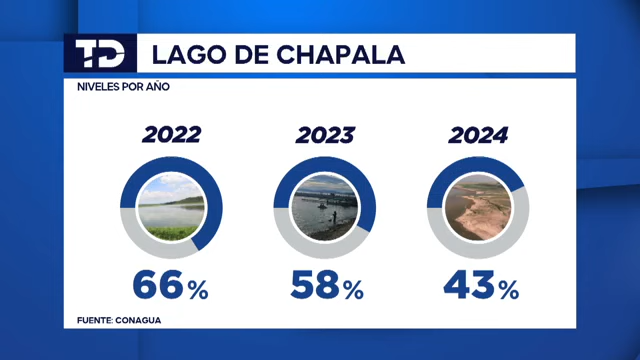 TD LAGO DE CHAPALA
NIVELES POR AÑO
2022 2023 2024
66% 58% 43%
FUENTE: CONAGUA